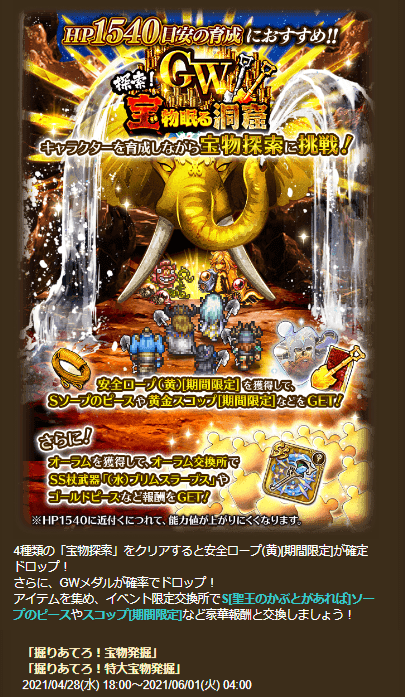 HP1540目安の育成におすすめ!!
探索！GW
宝物眠る洞窟
キャラクターを育成しながら宝物探索に挑戦！
安全ロープ(黄)[期間限定]を獲得して、
Sソープのピースや黄金スコップ[期間限定]などをGET!
さらに！
オーラムを獲得して、オーラム交換所で
SS杖武器「(水)プリムスラーブス」や
ゴールドピースなど報酬をGET!
SS
※HP1540に近付くにつれて、能力値が上がりにくくなります。
4種類の「宝物探索」をクリアすると安全ロープ(黄)[期間限定]が確定
ドロップ！
さらに、GWメダルが確率でドロップ！
アイテムを集め、イベント限定交換所でS[聖王のかぶとがあれば]ソー
プのピースやスコップ[期間限定]など豪華報酬と交換しましょう！
「掘りあてろ！宝物発掘」
「掘りあてろ！特大宝物発掘」
2021/04/28(水) 18:00～2021/06/01(火) 04:00